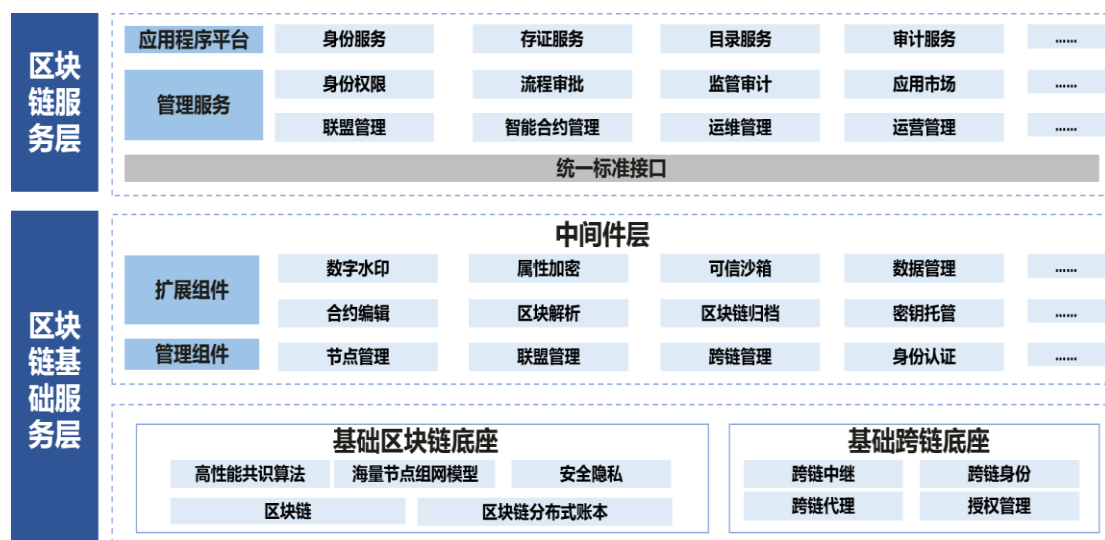 区块
链服
务层
应用程序平台 身份服务 存证服务 目录服务 审计服务 ......
管理服务
身份权限 流程审批 监管审计 应用市场 ......
联盟管理 智能合约管理 运维管理 运营管理 ......
统一标准接口
区块
链基
础服
务层
中间件层
扩展组件
数字水印 属性加密 可信沙箱 数据管理 ......
合约编辑 区块解析 区块链归档 密钥托管 ......
管理组件 节点管理 联盟管理 跨链管理 身份认证 ......
基础区块链底座
高性能共识算法 海量节点组网模型 安全隐私
区块链 区块链分布式账本
基础跨链底座
跨链中继 跨链身份
跨链代理 授权管理